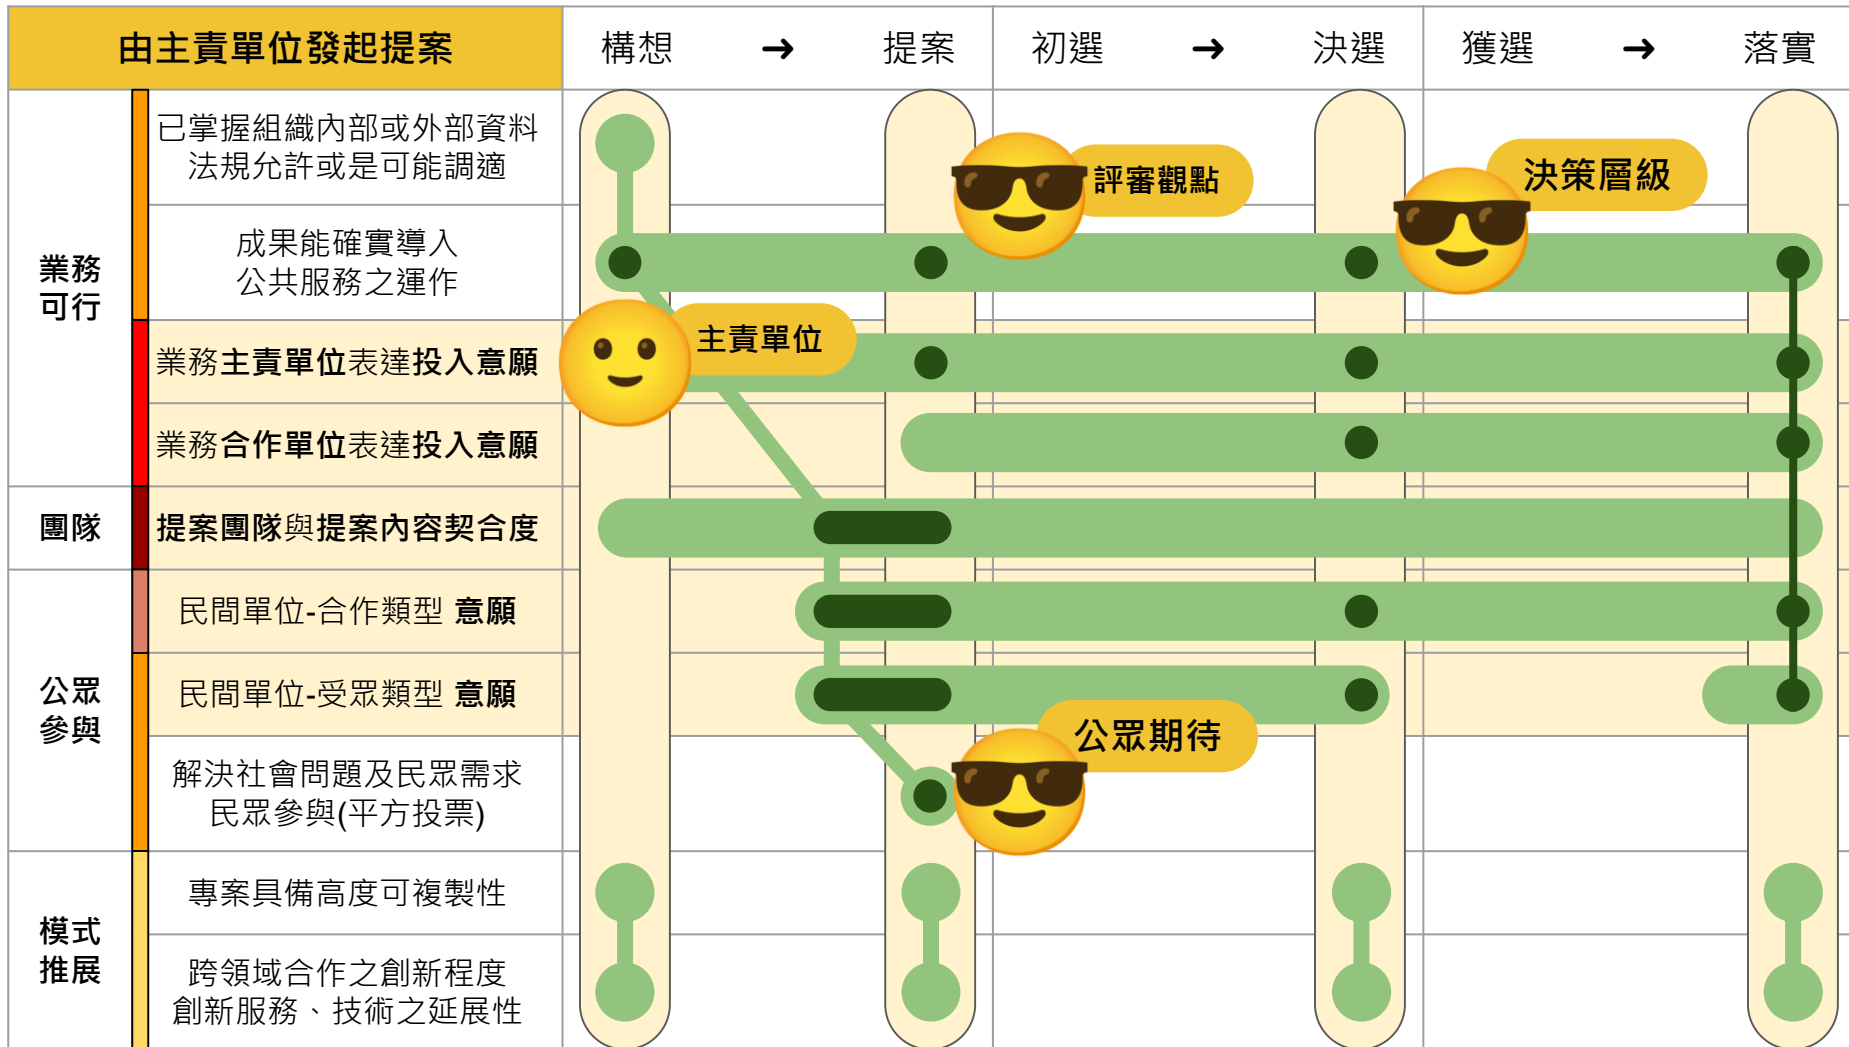 由主責單位發起提案
構想 → 提案
初選 → 決選
獲選 → 落實
業務
可行
已掌握組織內部或外部資料
法規允許或是可能調適
評審觀點
決策層級
成果能確實導入
公共服務之運作
主責單位
業務主責單位表達投入意願
業務合作單位表達投入意願
團隊
提案團隊與提案內容契合度
公眾
參與
民間單位-合作類型 意願
民間單位-受眾類型 意願
公眾期待
解決社會問題及民眾需求
民眾參與(平方投票)
模式
推展
專案具備高度可複製性
跨領域合作之創新程度
創新服務、技術之延展性